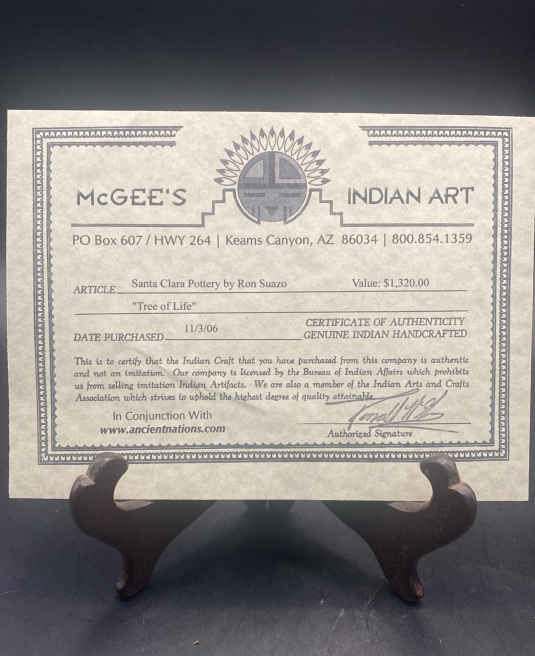 McGEE'S INDIAN ART
PO Box 607 / HWY 264 | Keams Canyon, AZ 86034 | 800.854.1359
ARTICLE Santa Clara Pottery by Ron Suazo Value: $1,320.00
"Tree of Life"
DATE PURCHASED 11/3/06
CERTIFICATE OF AUTHENTICITY
GENUINE INDIAN HANDCRAFTED
This is to certify that the Indian Craft that you have purchased from this company is authentic
and not an imitation. Our company is licensed by the Bureau of Indian Affairs which prohibits
us from selling imitation Indian Artifacts. We are also a member of the Indian Arts and Crafts
Association which strives to uphold the highest degree of quality attainable.
In Conjunction With
www.ancientnations.com
Authorized Signature